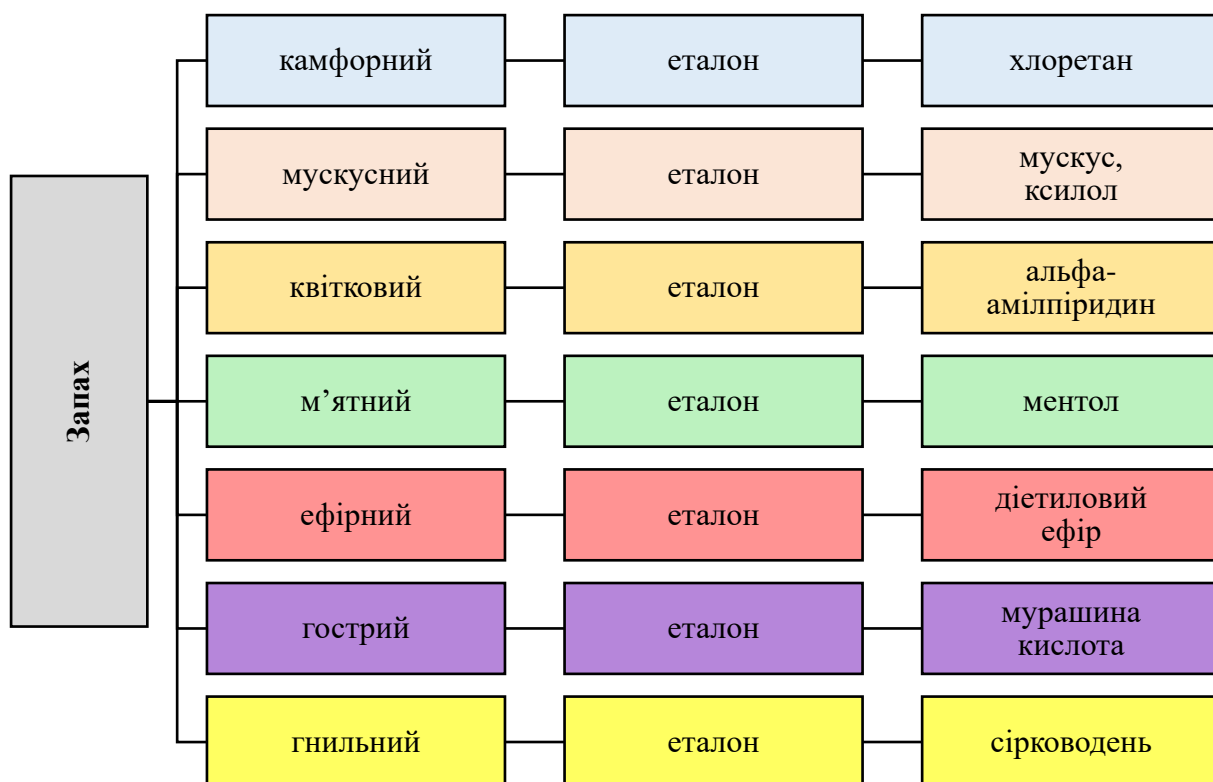 Запах
камфорний
еталон
хлоретан
мускусний
еталон
мускус,
ксилол
квітковий
еталон
альфа-
амілпіридин
м’ятний
еталон
ментол
ефірний
еталон
діетиловий
ефір
гострий
еталон
мурашина
кислота
гнильний
еталон
сірководень